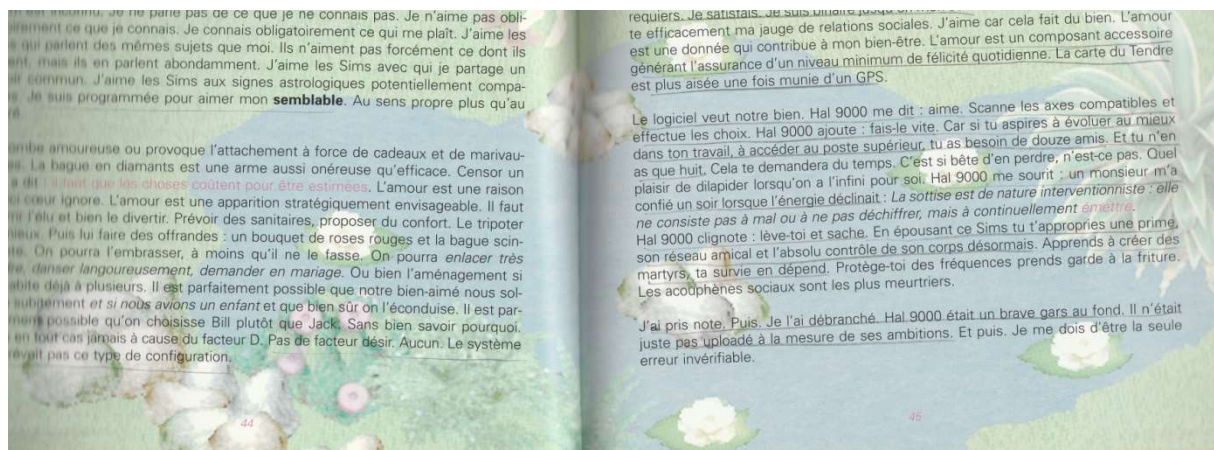 est inconnu. Je ne parle pas de ce que je ne connais pas. Je n'aime pas obli-
ce que je connais. Je connais obligatoirement ce qui me plaît. J'aime les
qui parlent des mêmes sujets que moi. Ils n'aiment pas forcément ce dont ils
mais ils en parlent abondamment. J'aime les Sims avec qui je partage un
commun. J'aime les Sims aux signes astrologiques potentiellement compa-
Je suis programmée pour aimer mon semblable. Au sens propre plus qu'au
amoureuse ou provoque l'attachement à force de cadeaux et de marivau-
La bague en diamants est une arme aussi onéreuse qu'efficace. Censor un
a dit : il faut que les choses coûtent pour être estimées. L'amour est une raison
cœur ignore. L'amour est une apparition stratégiquement envisageable. Il faut
l'élu et bien le divertir. Prévoir des sanitaires, proposer du confort. Le tripoter
Puis lui faire des offrandes : un bouquet de roses rouges et la bague scin-
On pourra l'embrasser, à moins qu'il ne le fasse. On pourra enlacer très
danser langoureusement, demander en mariage. Ou bien l'aménagement si
déjà à plusieurs. Il est parfaitement possible que notre bien-aimé nous sol-
subitement et si nous avions un enfant et que bien sûr on l'éconduise. Il est par-
possible qu'on choisisse Bill plutôt que Jack. Sans bien savoir pourquoi.
en tout cas jamais à cause du facteur D. Pas de facteur désir. Aucun. Le système
pas ce type de configuration.
44
requiers. Je satisfais. Je suis binaire
te efficacement ma jauge de relations sociales. J'aime car cela fait du bien. L'amour
est une donnée qui contribue à mon bien-être. L'amour est un composant accessoire
générant l'assurance d'un niveau minimum de félicité quotidienne. La carte du Tendre
est plus aisée une fois munie d'un GPS.
Le logiciel veut notre bien. Hal 9000 me dit : aime. Scanne les axes compatibles et
effectue les choix. Hal 9000 ajoute : fais-le vite. Car si tu aspires à évoluer au mieux
dans ton travail, à accéder au poste supérieur, tu as besoin de douze amis. Et tu n'en
as que huit. Cela te demandera du temps. C'est si bête d'en perdre, n'est-ce pas. Quel
plaisir de dilapider lorsqu'on a l'infini pour soi. Hal 9000 me sourit : un monsieur m'a
confié un soir lorsque l'énergie déclinait : La sottise est de nature interventionniste : elle
ne consiste pas à mal ou à ne pas déchiffrer, mais à continuellement émettre.
Hal 9000 clignote : lève-toi et sache. En épousant ce Sims tu t'appropries une prime,
son réseau amical et l'absolu contrôle de son corps désormais. Apprends à créer des
martyrs, ta survie en dépend. Protège-toi des fréquences prends garde à la friture.
Les acouphènes sociaux sont les plus meurtriers.
J'ai pris note. Puis. Je l'ai débranché. Hal 9000 était un brave gars au fond. Il n'était
juste pas uploadé à la mesure de ses ambitions. Et puis. Je me dois d'être la seule
erreur invérifiable.
45